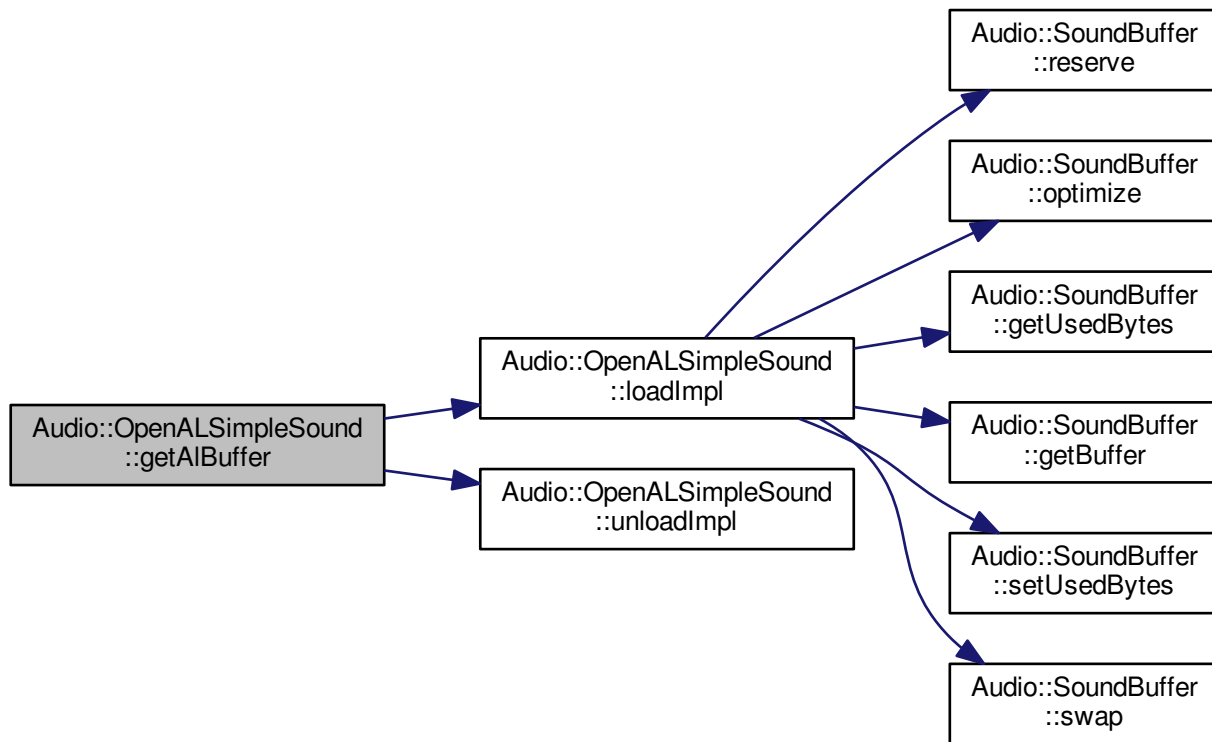 Audio::SoundBuffer
::reserve
Audio::SoundBuffer
::optimize
Audio::SoundBuffer
::getUsedBytes
Audio::OpenALSimpleSound
::loadImpl
Audio::SoundBuffer
::getBuffer
Audio::OpenALSimpleSound
::getAlBuffer
Audio::OpenALSimpleSound
::unloadImpl
Audio::SoundBuffer
::setUsedBytes
Audio::SoundBuffer
::swap